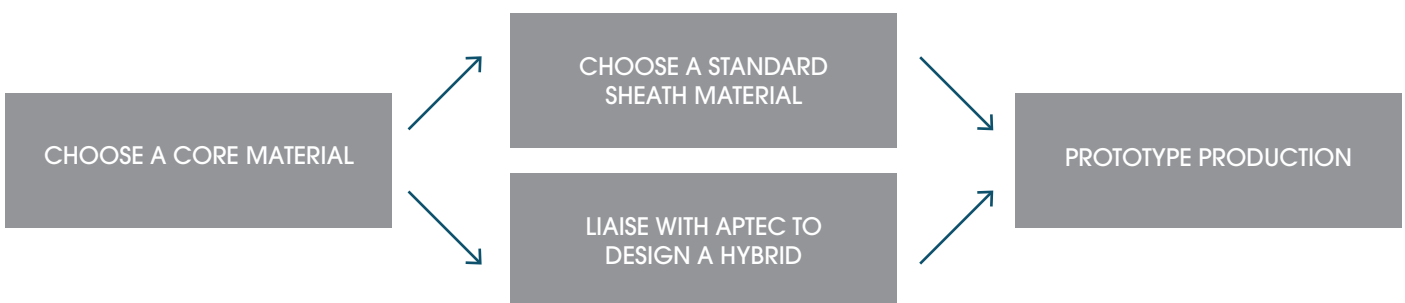 CHOOSE A CORE MATERIAL
CHOOSE A STANDARD
SHEATH MATERIAL
LIAISE WITH APTEC TO
DESIGN A HYBRID
PROTOTYPE PRODUCTION